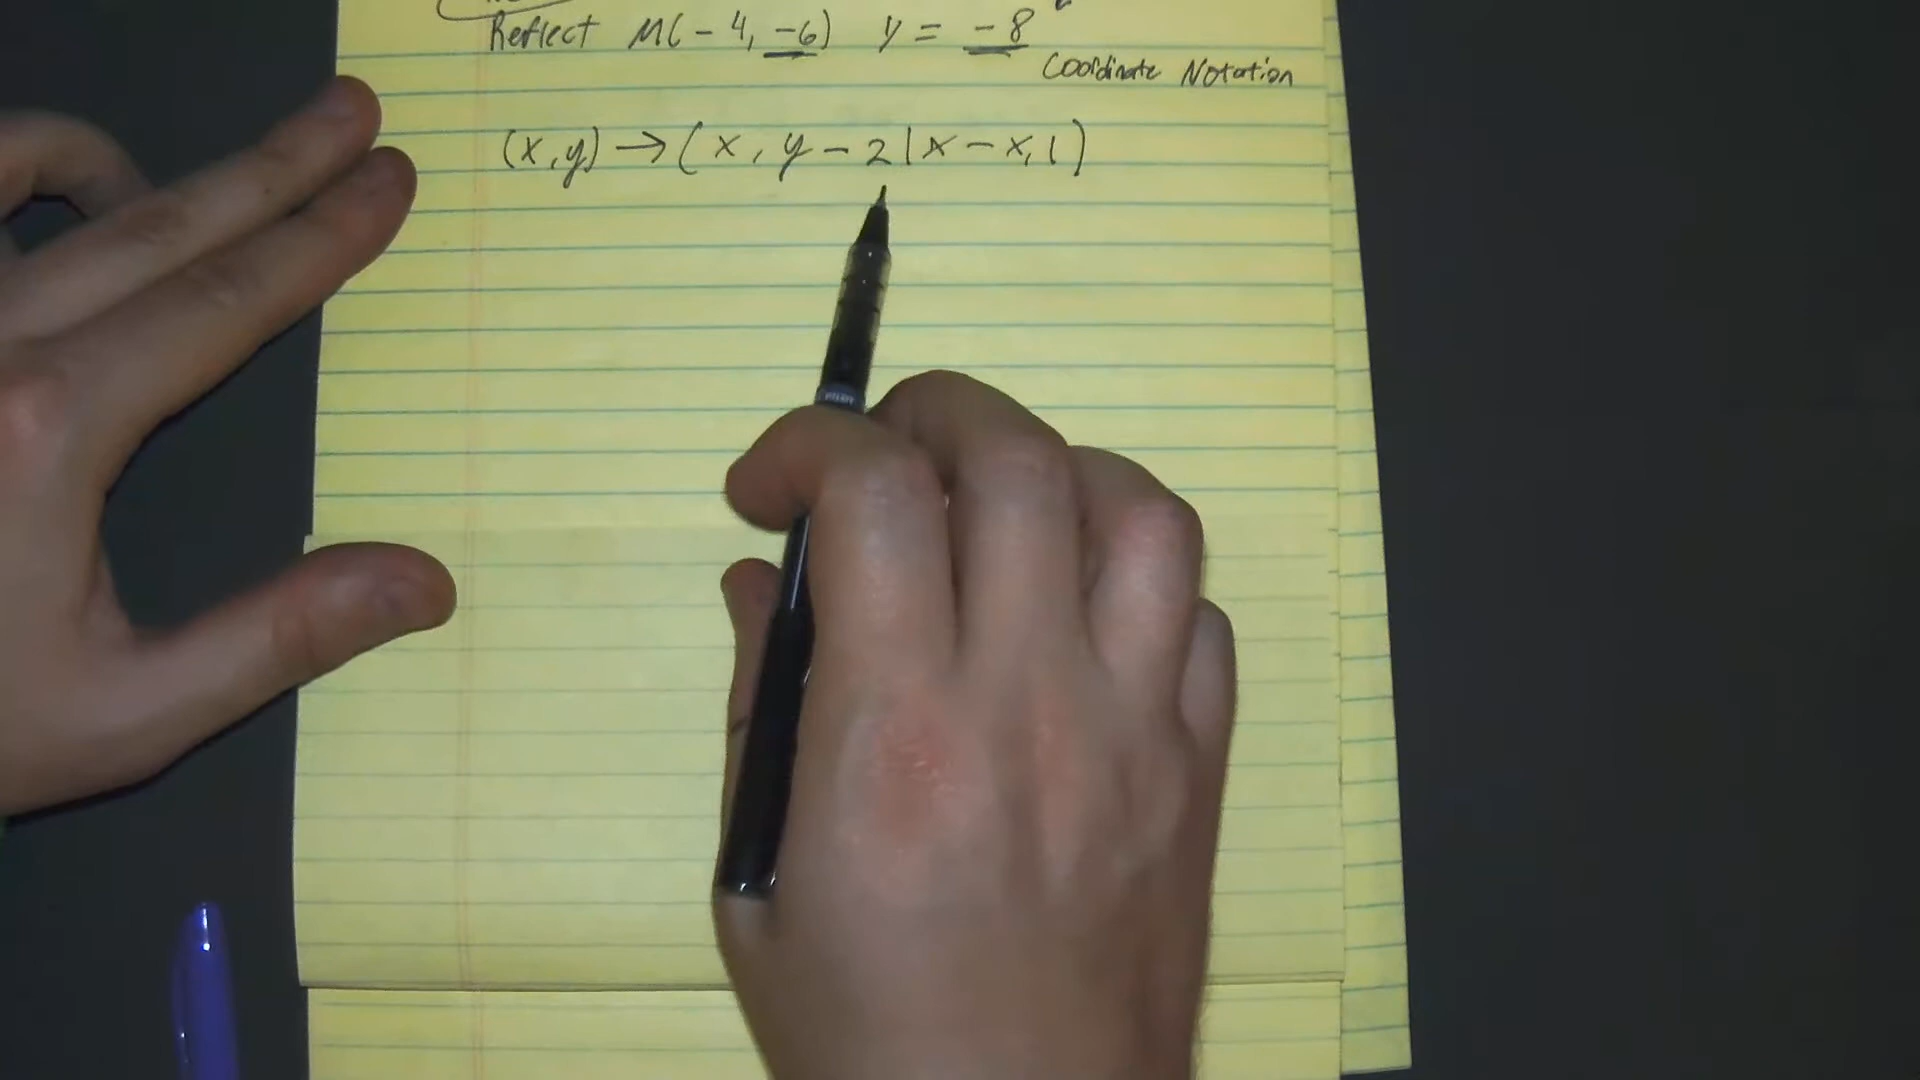 Reflect M(-4, -6) y = -8
Coordinate Notation
(x,y) → (x, y - 2|x - x,|)